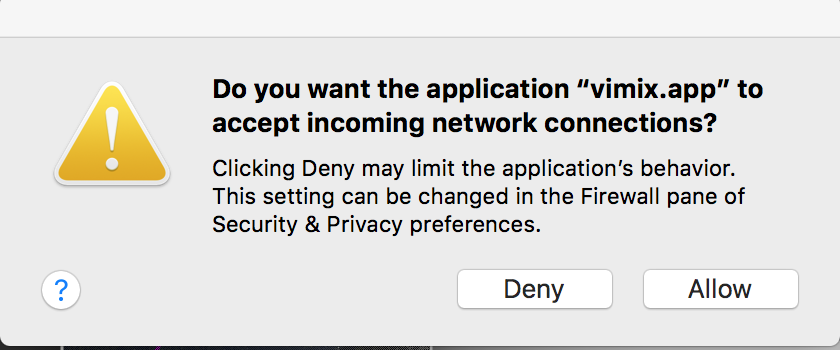 Do you want the application “vimix.app” to
accept incoming network connections?
Clicking Deny may limit the application’s behavior.
This setting can be changed in the Firewall pane of
Security & Privacy preferences.
?
Deny
Allow